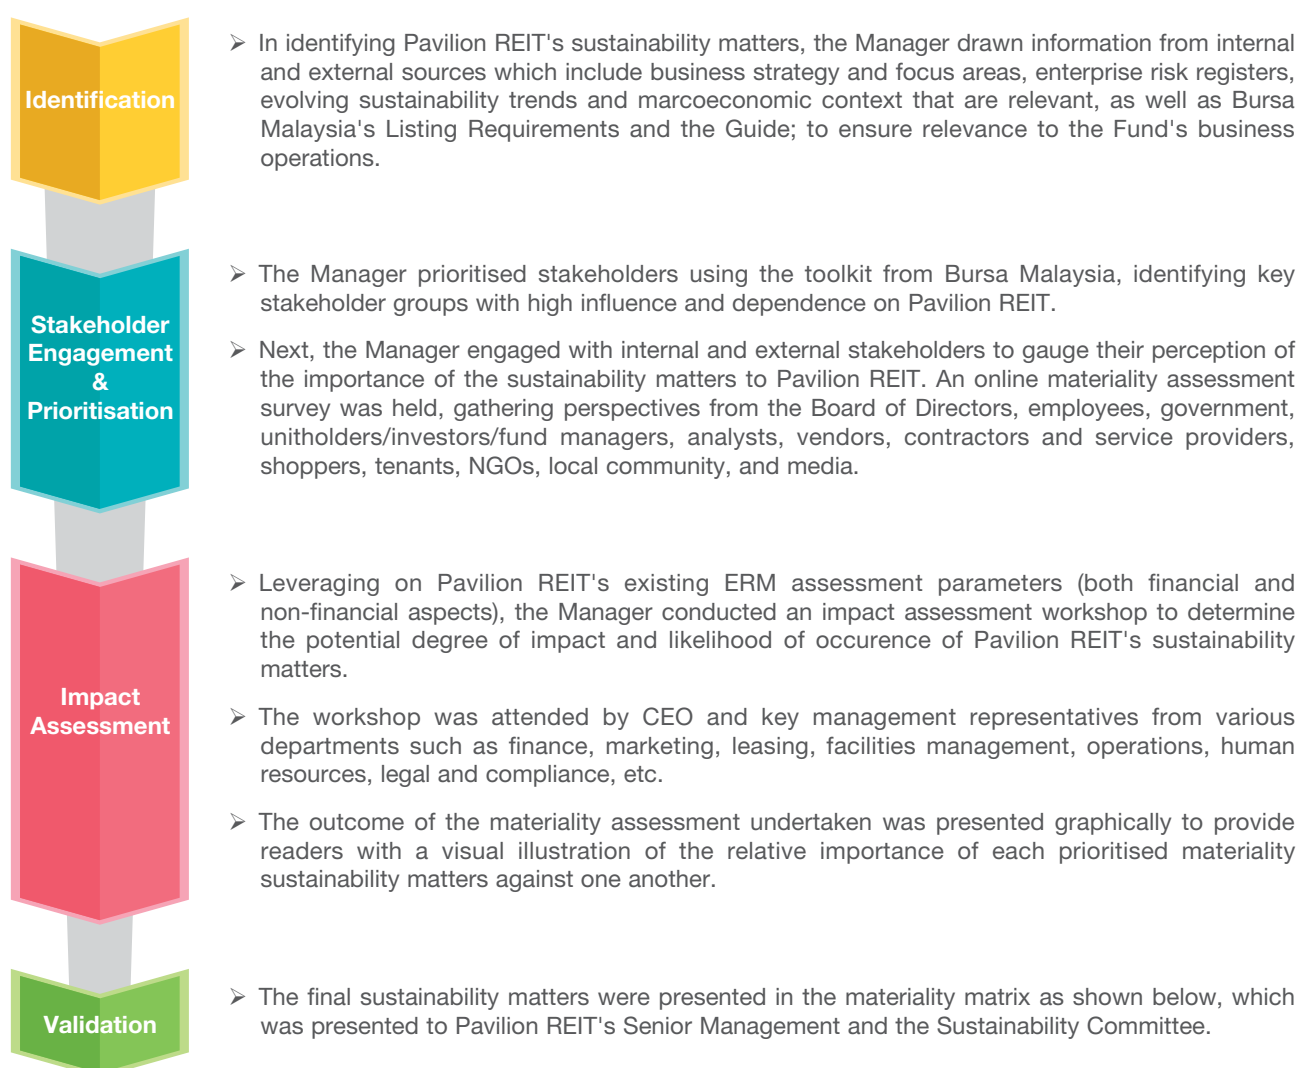 Identification
➢ In identifying Pavilion REIT's sustainability matters, the Manager drawn information from internal
and external sources which include business strategy and focus areas, enterprise risk registers,
evolving sustainability trends and marcoeconomic context that are relevant, as well as Bursa
Malaysia's Listing Requirements and the Guide; to ensure relevance to the Fund's business
operations.
Stakeholder
Engagement
&
Prioritisation
➢ The Manager prioritised stakeholders using the toolkit from Bursa Malaysia, identifying key
stakeholder groups with high influence and dependence on Pavilion REIT.
➢ Next, the Manager engaged with internal and external stakeholders to gauge their perception of
the importance of the sustainability matters to Pavilion REIT. An online materiality assessment
survey was held, gathering perspectives from the Board of Directors, employees, government,
unitholders/investors/fund managers, analysts, vendors, contractors and service providers,
shoppers, tenants, NGOs, local community, and media.
Impact
Assessment
➢ Leveraging on Pavilion REIT's existing ERM assessment parameters (both financial and
non-financial aspects), the Manager conducted an impact assessment workshop to determine
the potential degree of impact and likelihood of occurence of Pavilion REIT's sustainability
matters.
➢ The workshop was attended by CEO and key management representatives from various
departments such as finance, marketing, leasing, facilities management, operations, human
resources, legal and compliance, etc.
➢ The outcome of the materiality assessment undertaken was presented graphically to provide
readers with a visual illustration of the relative importance of each prioritised materiality
sustainability matters against one another.
Validation
➢ The final sustainability matters were presented in the materiality matrix as shown below, which
was presented to Pavilion REIT's Senior Management and the Sustainability Committee.